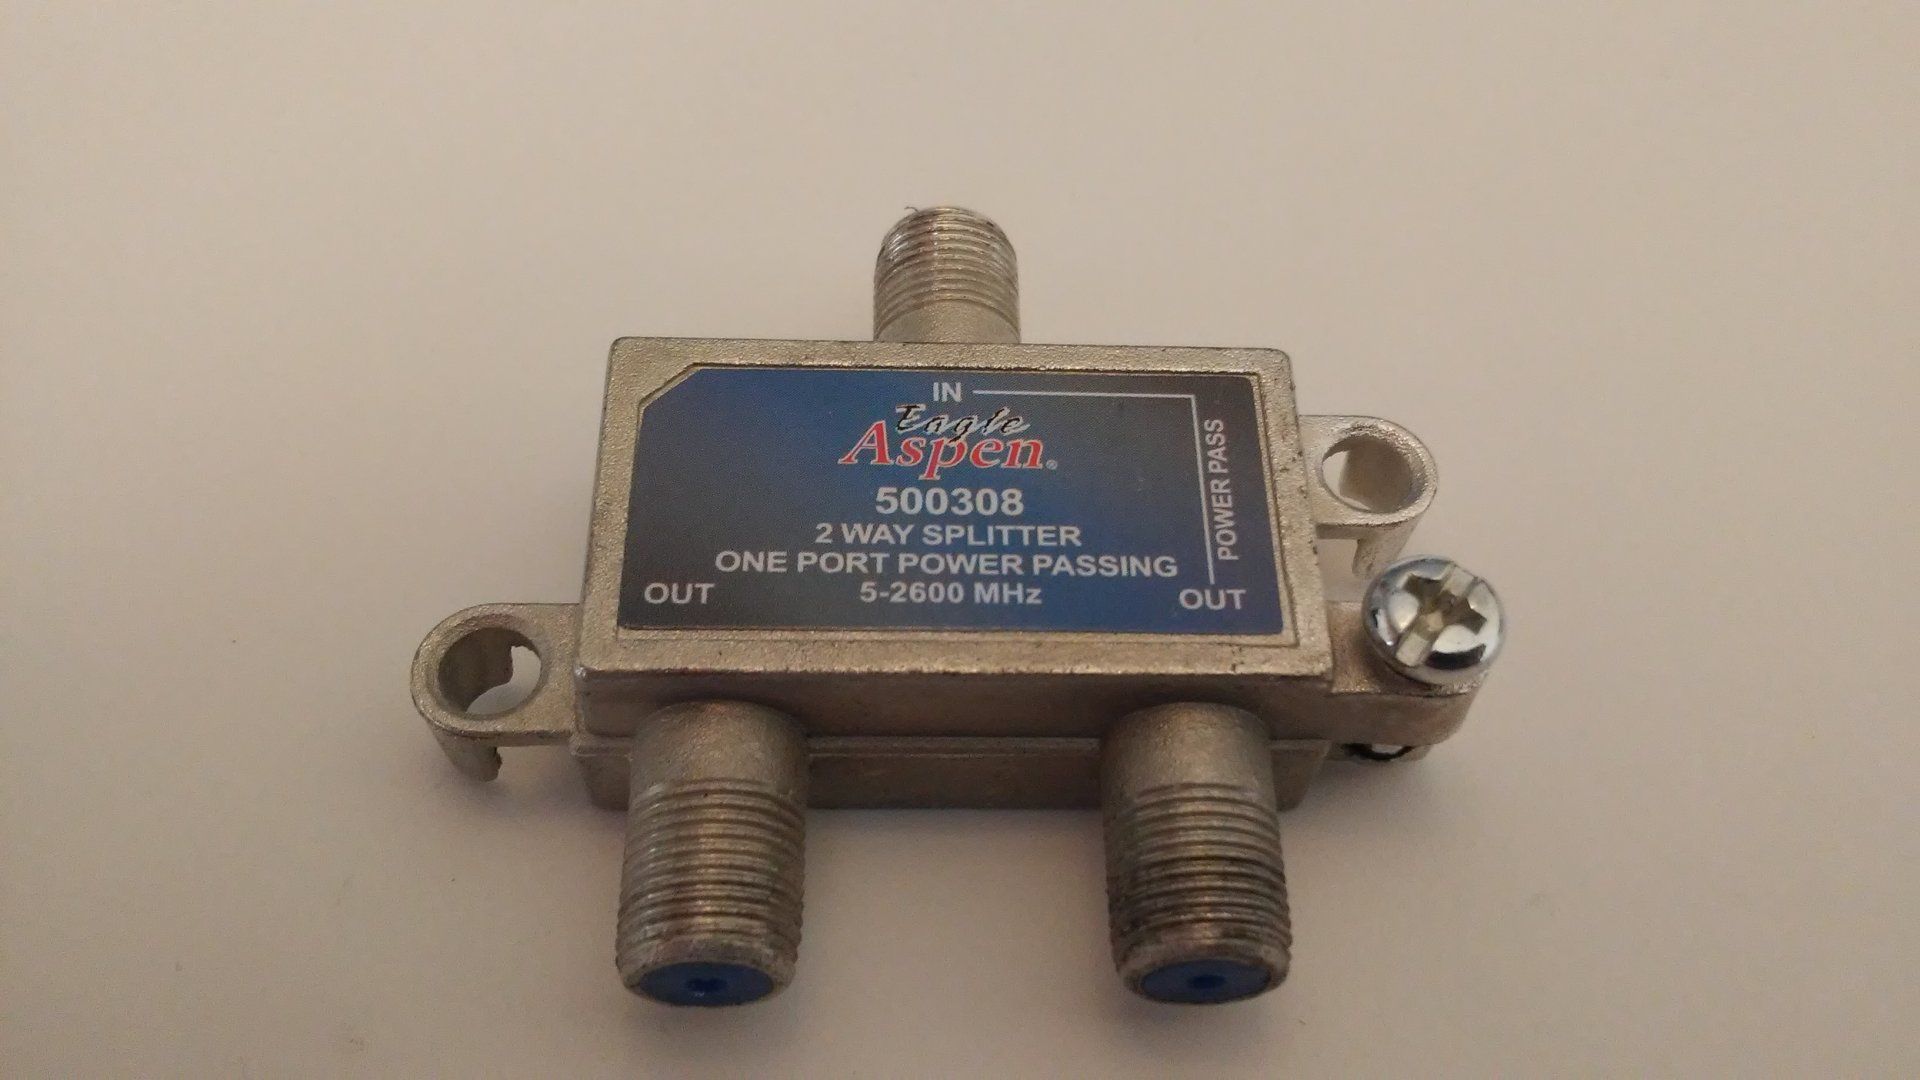 IN
Eagle
Aspen®
500308
2 WAY SPLITTER
ONE PORT POWER PASSING
5-2600 MHz
OUT
OUT
POWER PASS